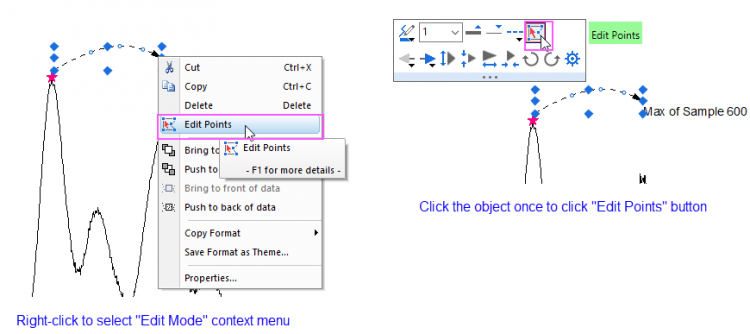 Cut Ctrl+X
Copy Ctrl+C
Delete Delete
Edit Points
Bring to
Edit Points
Push to
- F1 for more details -
Bring to front of data
Push to back of data
Copy Format
Save Format as Theme...
Properties...
Right-click to select "Edit Mode" context menu
1
Edit Points
Max of Sample 600
Click the object once to click "Edit Points" button